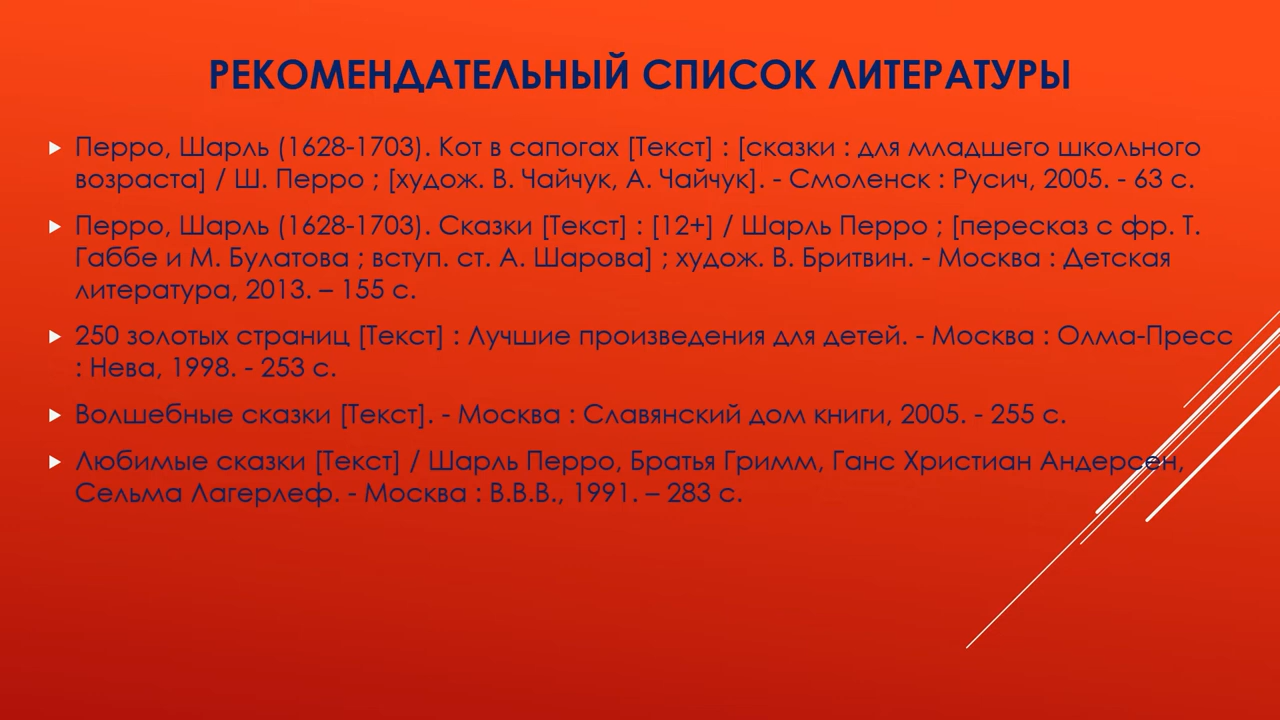 РЕКОМЕНДАТЕЛЬНЫЙ СПИСОК ЛИТЕРАТУРЫ
Перро, Шарль (1628-1703). Кот в сапогах [Текст] : [сказки : для младшего школьного
возраста] / Ш. Перро ; [худож. В. Чайчук, А. Чайчук]. - Смоленск : Русич, 2005. - 63 с.
Перро, Шарль (1628-1703). Сказки [Текст] : [12+] / Шарль Перро ; [пересказ с фр. Т.
Габбе и М. Булатова ; вступ. ст. А. Шарова] ; худож. В. Бритвин. - Москва : Детская
литература, 2013. – 155 с.
250 золотых страниц [Текст] : Лучшие произведения для детей. - Москва : Олма-Пресс
: Нева, 1998. - 253 с.
Волшебные сказки [Текст]. - Москва : Славянский дом книги, 2005. - 255 с.
Любимые сказки [Текст] / Шарль Перро, Братья Гримм, Ганс Христиан Андерсен,
Сельма Лагерлеф. - Москва : В.В.В., 1991. – 283 с.